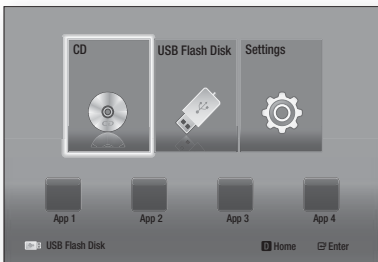 CD USB Flash Disk Settings
App 1 App 2 App 3 App 4
USB Flash Disk D Home Enter